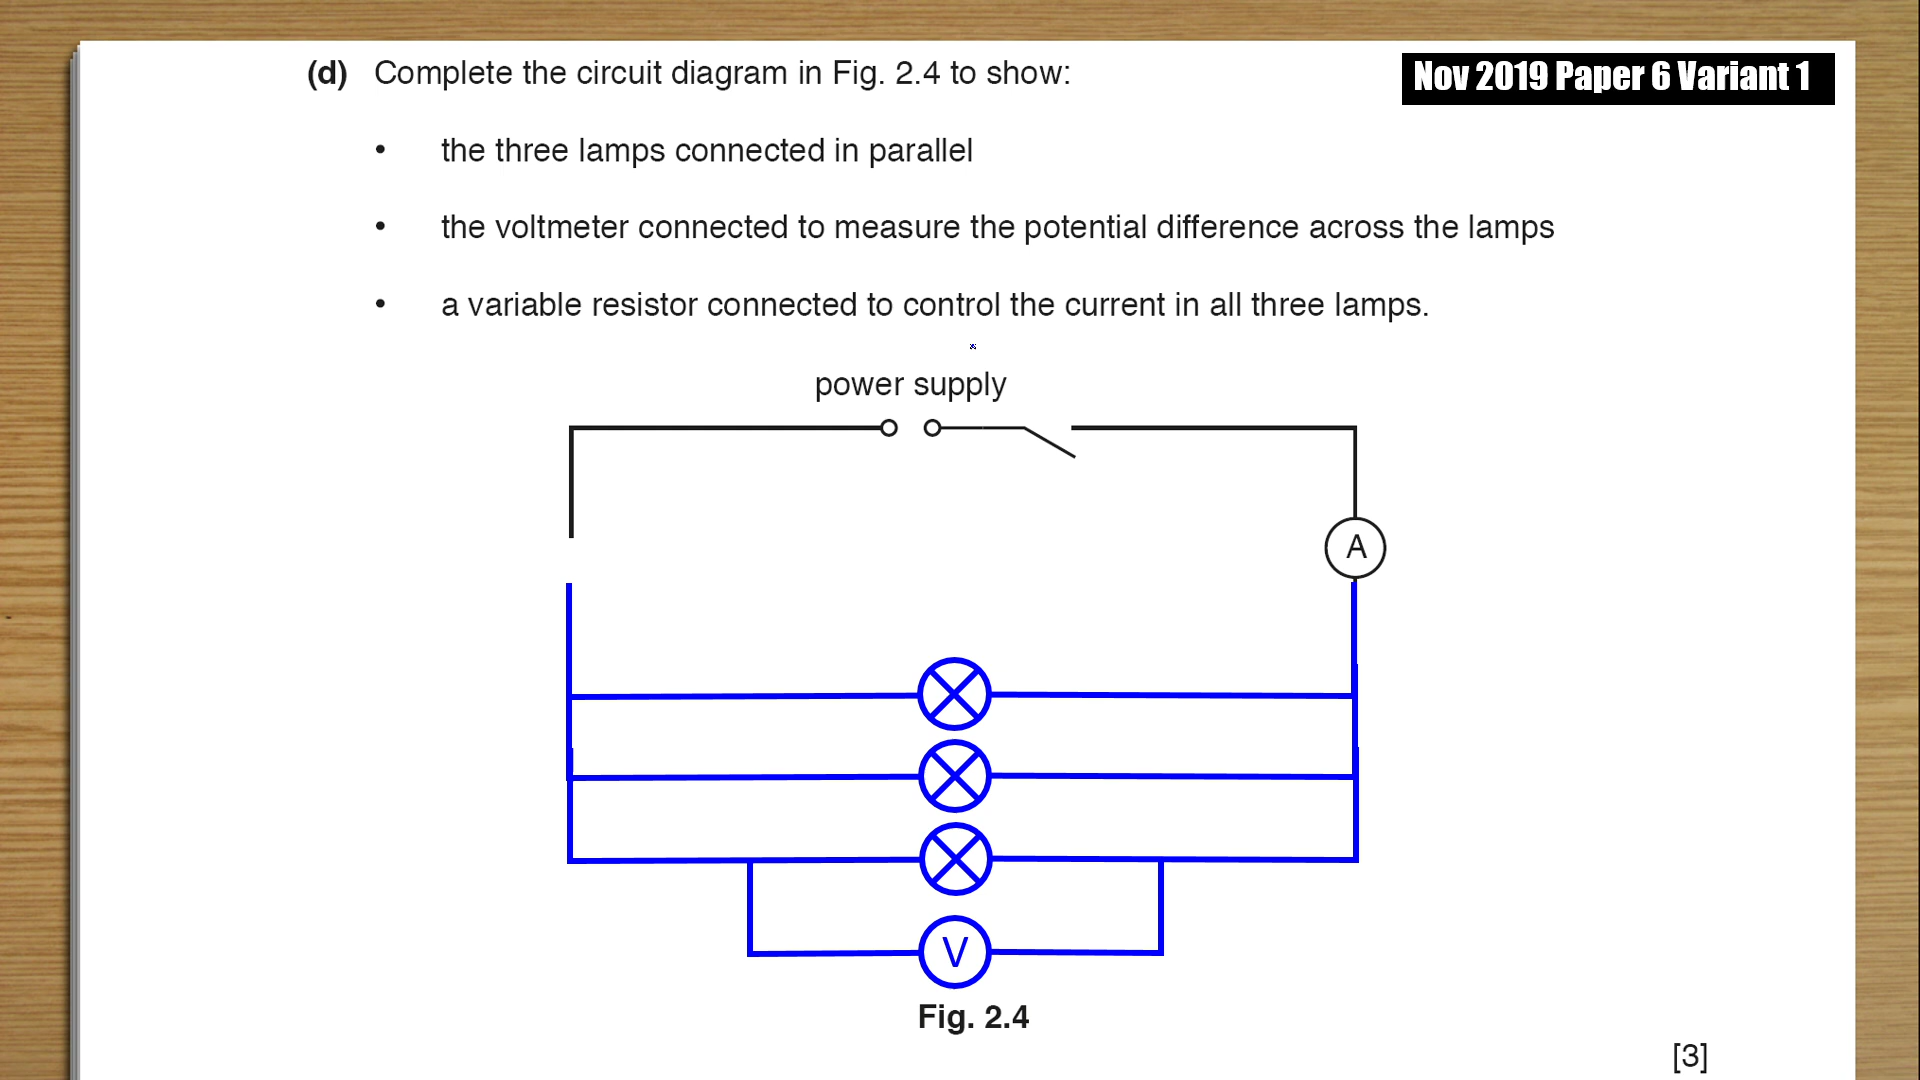 (d) Complete the circuit diagram in Fig. 2.4 to show:
Nov 2019 Paper 6 Variant 1
• the three lamps connected in parallel
• the voltmeter connected to measure the potential difference across the lamps
• a variable resistor connected to control the current in all three lamps.
power supply
A
V
Fig. 2.4
[3]